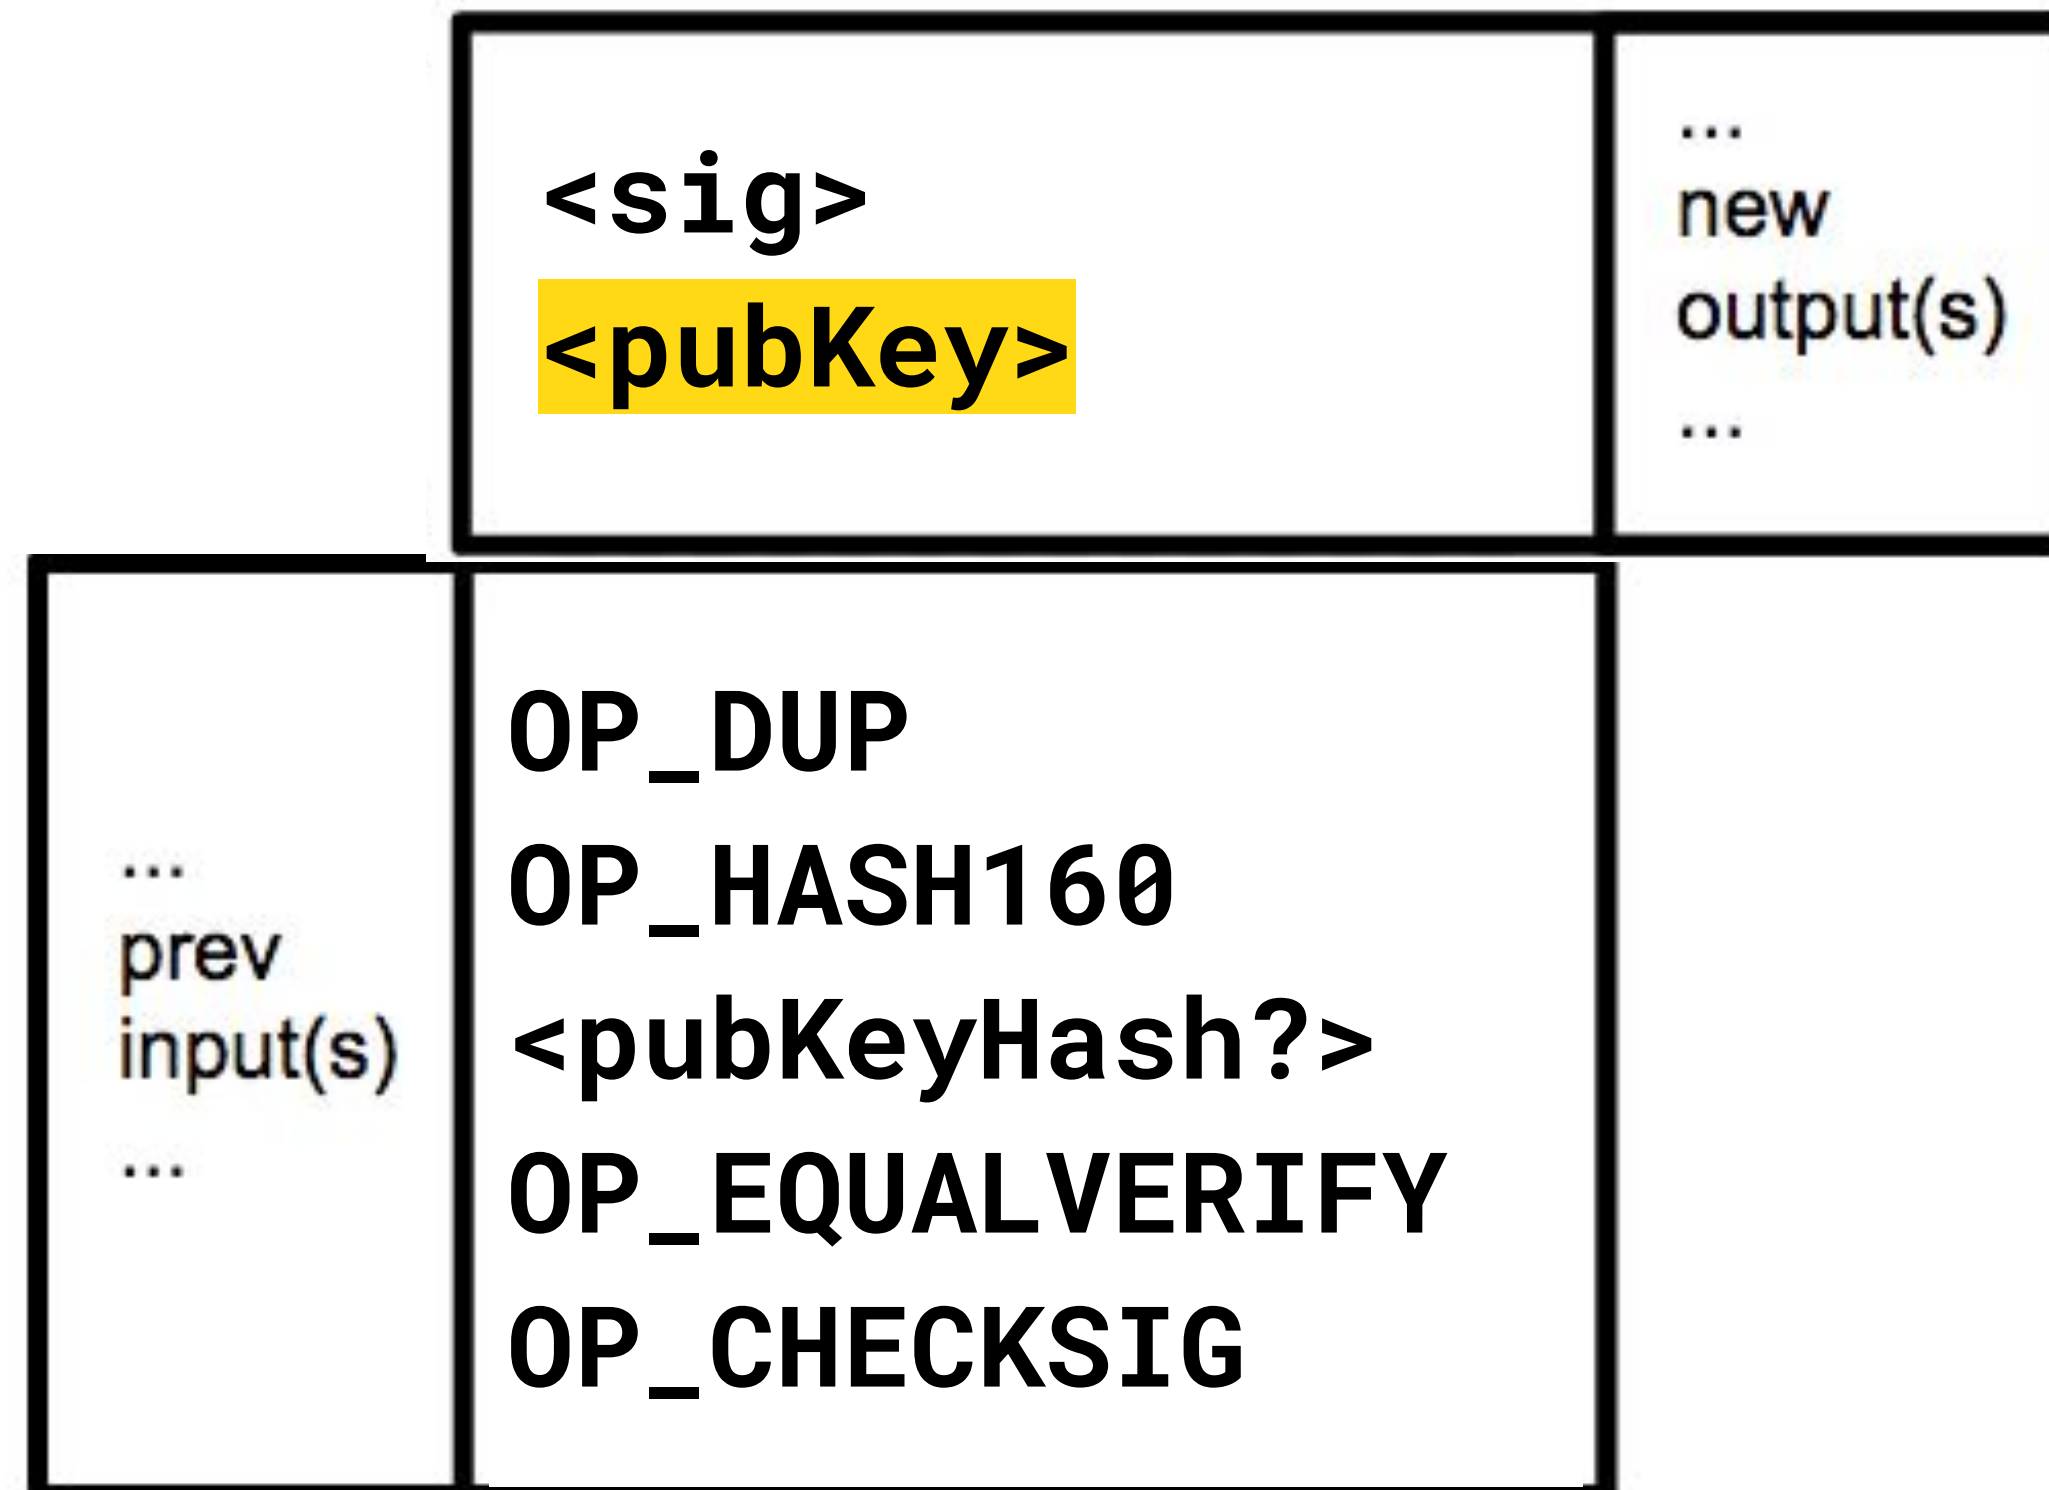 <sig>
<pubKey>
...
new
output(s)
...
...
prev
input(s)
...
OP_DUP
OP_HASH160
<pubKeyHash?>
OP_EQUALVERIFY
OP_CHECKSIG